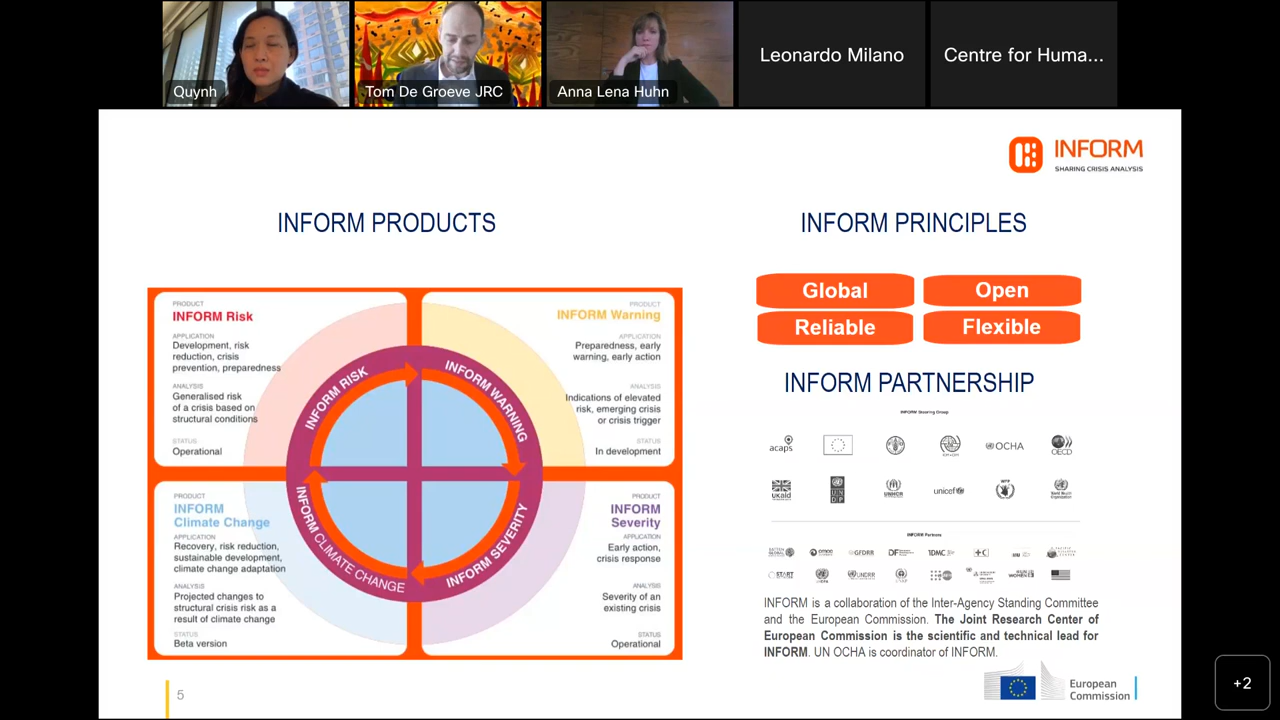 Quynh
Tom De Groeve JRC
Anna Lena Huhn
Leonardo Milano
Centre for Huma...
INFORM
SHARING CRISIS ANALYSIS
INFORM PRODUCTS
PRODUCT
INFORM Risk
APPLICATION
Development, risk
reduction, crisis
prevention, preparedness
ANALYSIS
Generalised risk
of a crisis based on
structural conditions
STATUS
Operational
PRODUCT
INFORM Warning
APPLICATION
Preparedness, early
warning, early action
ANALYSIS
Indications of elevated
risk, emerging crisis
or crisis trigger
STATUS
In development
INFORM RISK
INFORM WARNING
INFORM CLIMATE CHANGE
INFORM SEVERITY
PRODUCT
INFORM
Climate Change
APPLICATION
Recovery, risk reduction,
sustainable development,
climate change adaptation
ANALYSIS
Projected changes to
structural crisis risk as a
result of climate change
STATUS
Beta version
PRODUCT
INFORM
Severity
APPLICATION
Early action,
crisis response
ANALYSIS
Severity of an
existing crisis
STATUS
Operational
INFORM PRINCIPLES
Global
Open
Reliable
Flexible
INFORM PARTNERSHIP
INFORM Steering Group
acaps
OCHA
OECD
UKaid
UNHCR
unicef
WFP
INFORM Partners
GFDRR
IDMC
START
UNDRR
INFORM is a collaboration of the Inter-Agency Standing Committee
and the European Commission. The Joint Research Center of
European Commission is the scientific and technical lead for
INFORM. UN OCHA is coordinator of INFORM.
European
Commission
5
+2